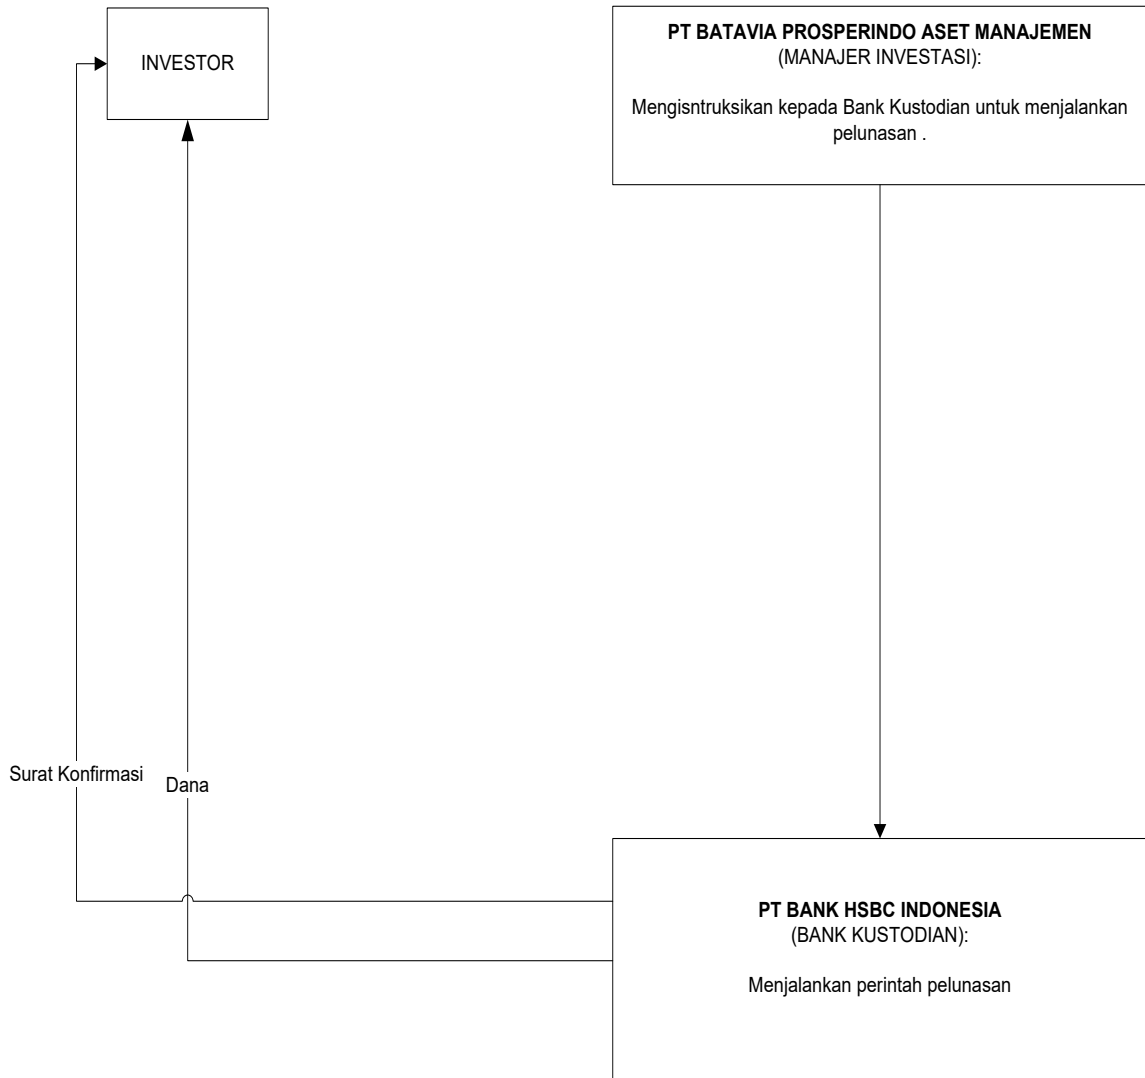 INVESTOR
PT BATAVIA PROSPERINDO ASET MANAJEMEN
(MANAJER INVESTASI):
Mengisntruksikan kepada Bank Kustodian untuk menjalankan
pelunasan .
Surat Konfirmasi
Dana
PT BANK HSBC INDONESIA
(BANK KUSTODIAN):
Menjalankan perintah pelunasan